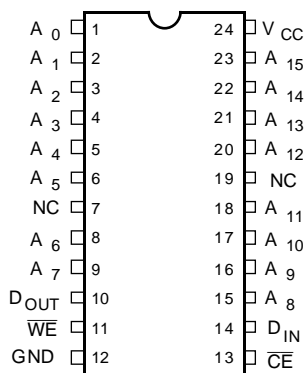 A0 1 24 VCC
A1 2 23 A15
A2 3 22 A14
A3 4 21 A13
A4 5 20 A12
A5 6 19 NC
NC 7 18 A11
A6 8 17 A10
A7 9 16 A9
DOUT 10 15 A8
WE 11 14 DIN
GND 12 13 CE